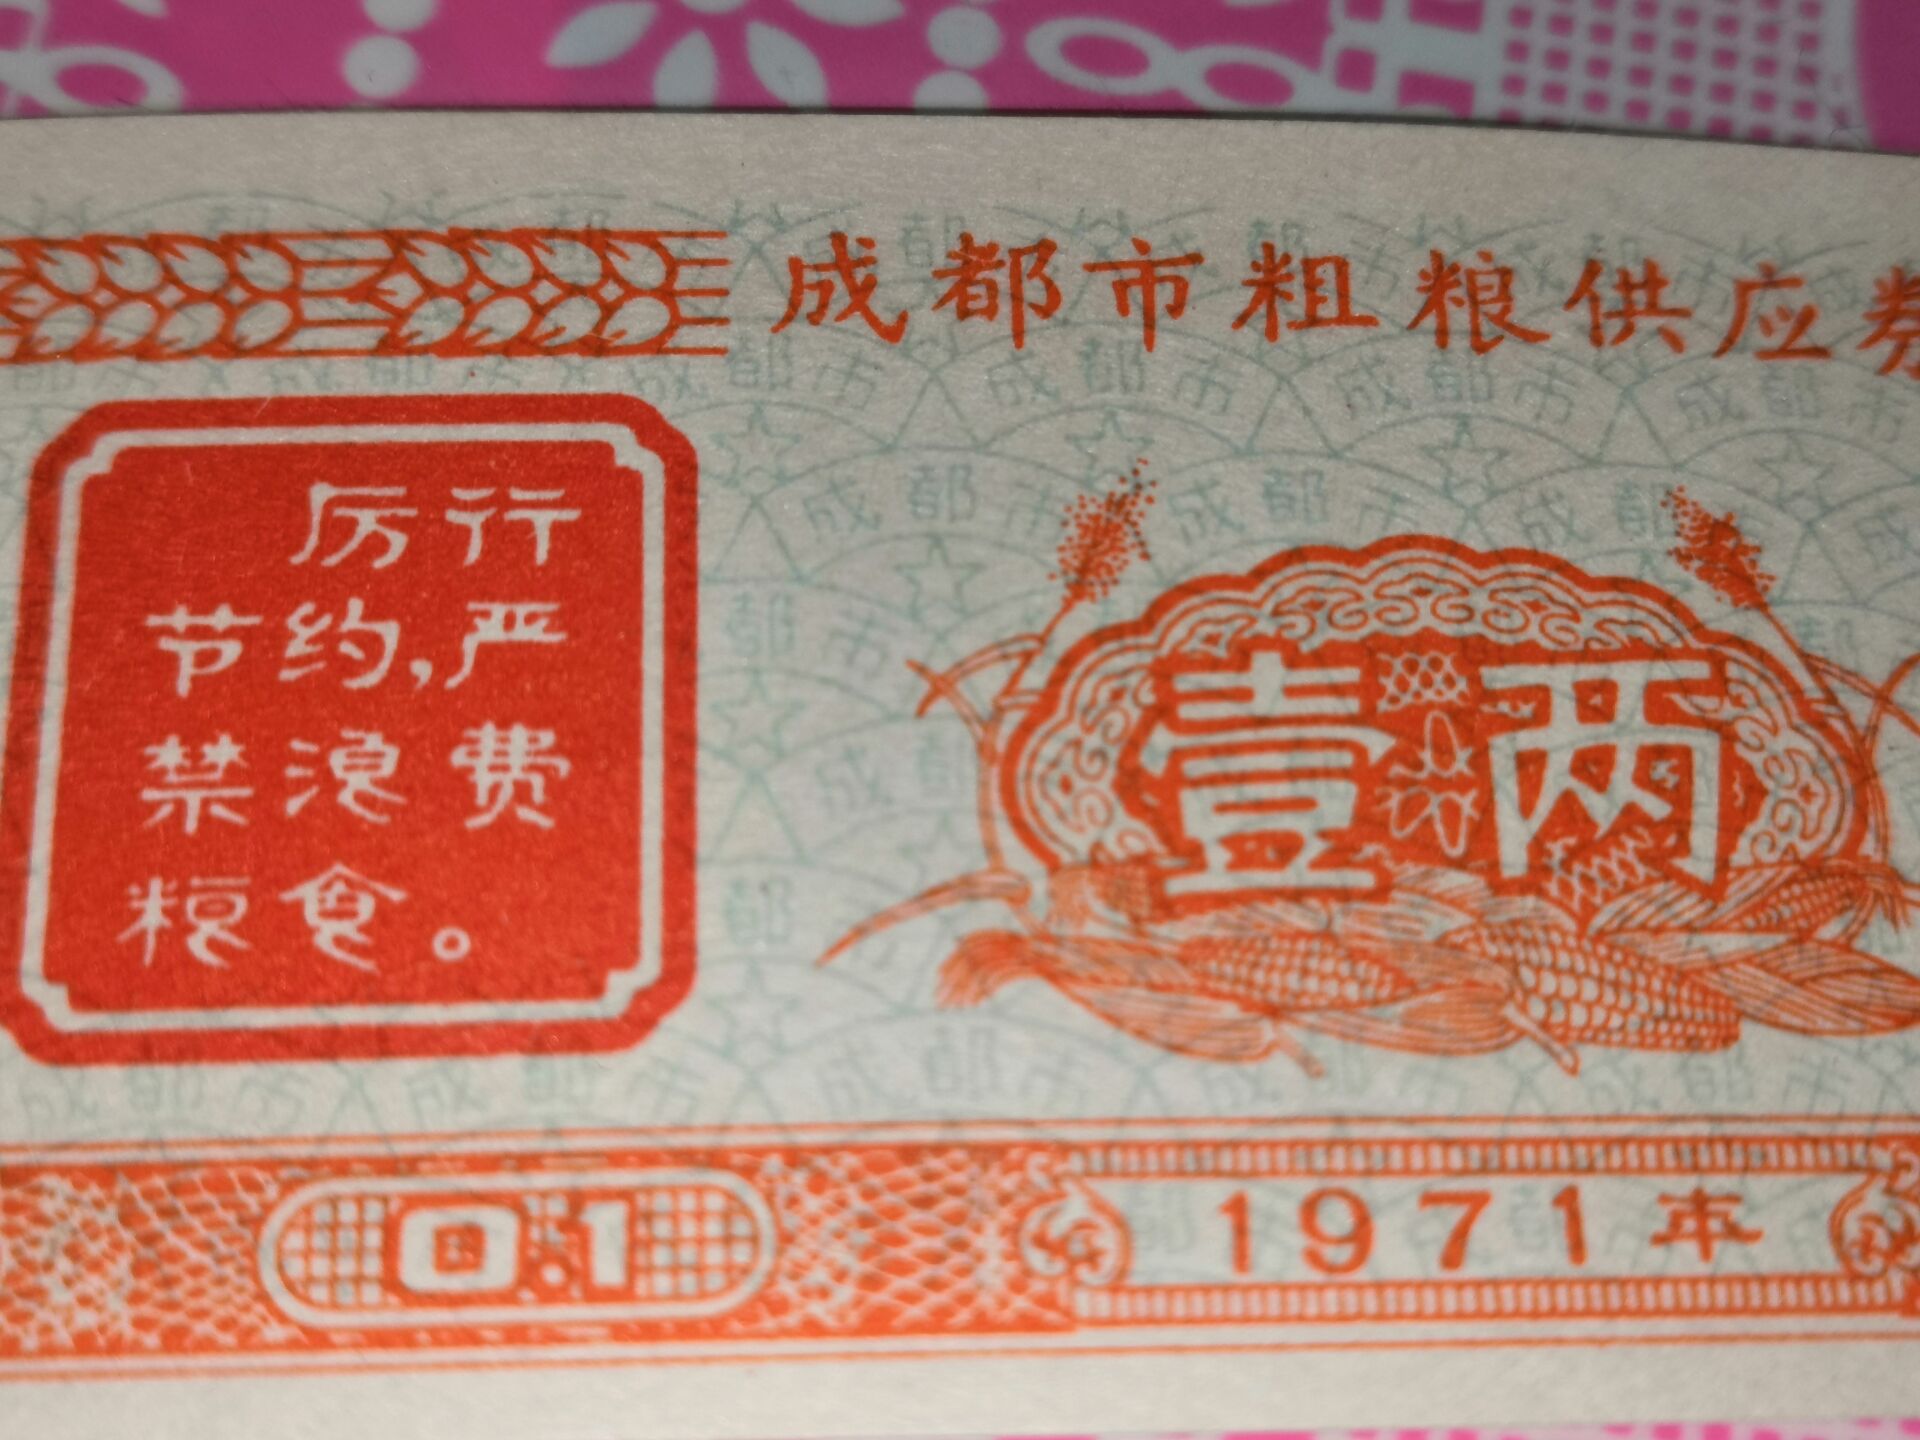 成都市粗粮供应券
厉行
节约,严
禁浪费
粮食。
壹两
0.1
1971年